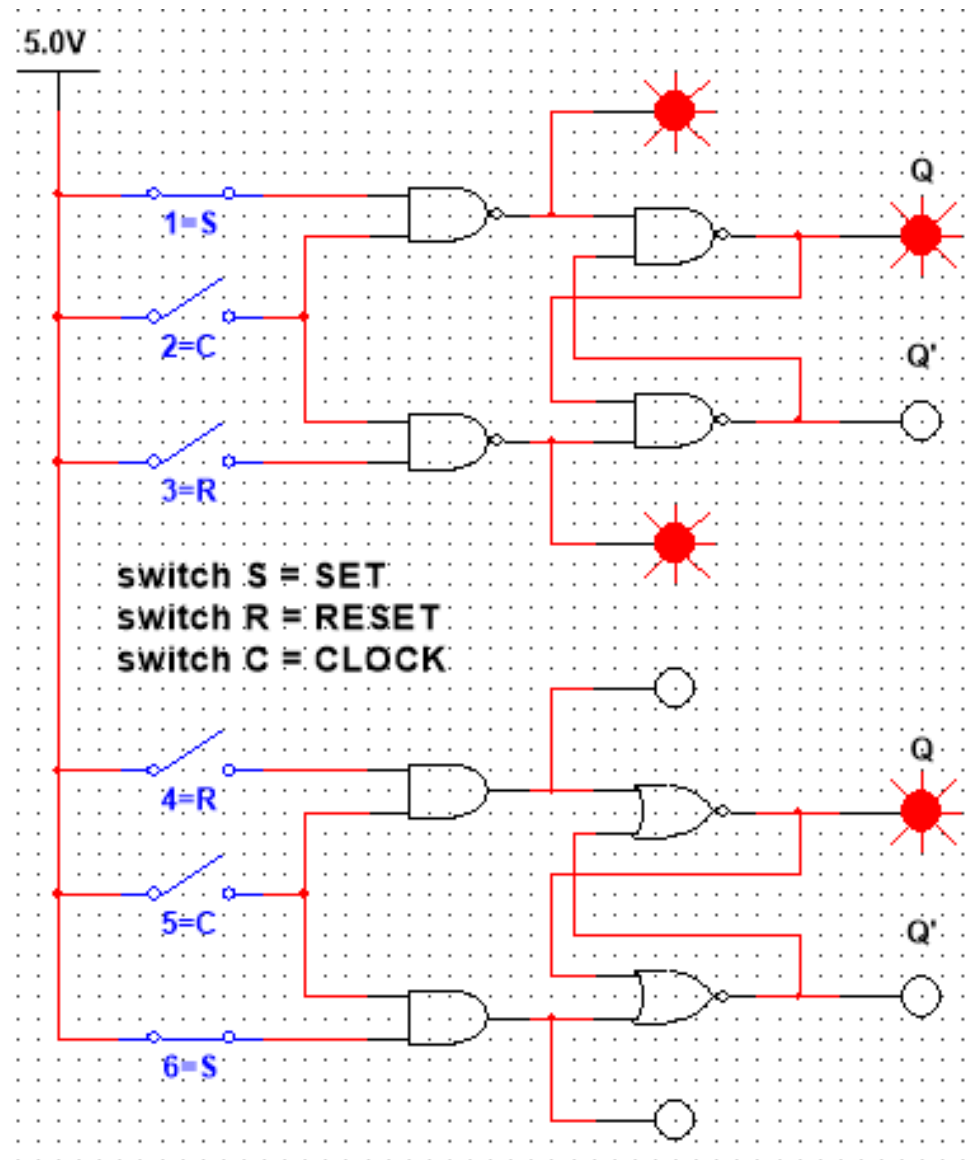 5.0V
Q
1=S
2=C
Q'
3=R
switch S = SET
switch R = RESET
switch C = CLOCK
Q
4=R
5=C
Q'
6=S